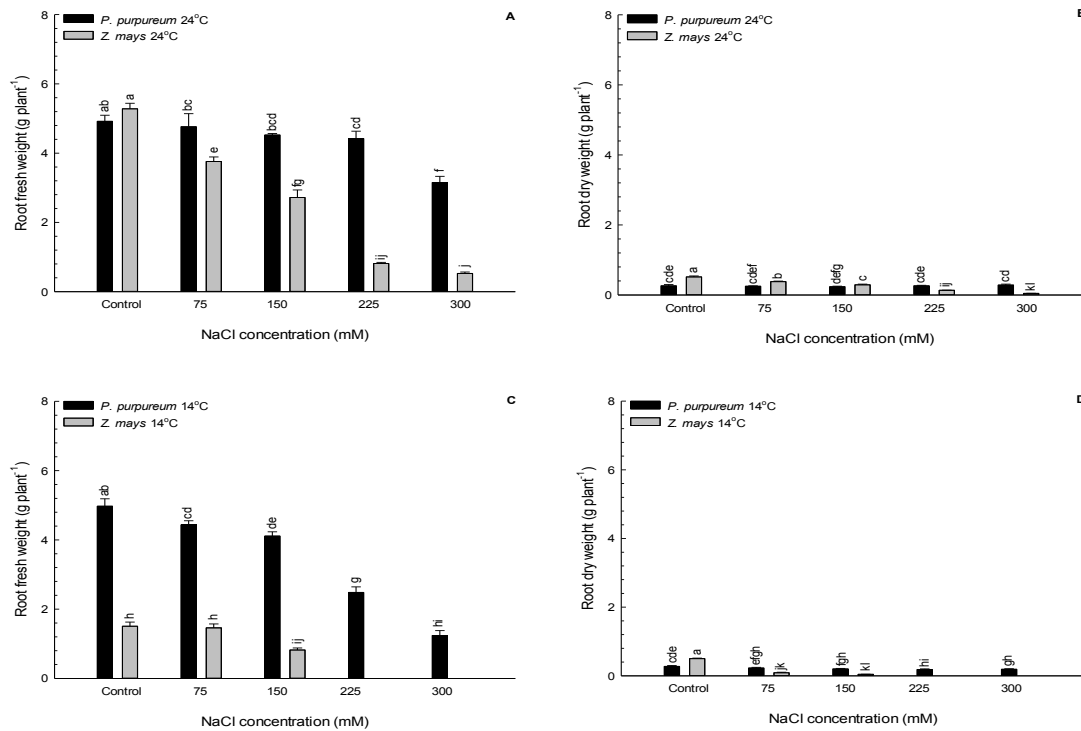 A
P. purpureum 24°C
Z. mays 24°C
Root fresh weight (g plant⁻¹)
8
6
4
2
0
ab a bc e bcd fg cd ij f j
Control 75 150 225 300
NaCl concentration (mM)
P. purpureum 24°C
Z. mays 24°C
Root dry weight (g plant⁻¹)
8
6
4
2
0
cde a cdef b defg c cde ij cd kl
Control 75 150 225 300
NaCl concentration (mM)
C
P. purpureum 14°C
Z. mays 14°C
Root fresh weight (g plant⁻¹)
8
6
4
2
0
ab h cd h de ij g hi
Control 75 150 225 300
NaCl concentration (mM)
D
P. purpureum 14°C
Z. mays 14°C
Root dry weight (g plant⁻¹)
8
6
4
2
0
cde a efgh jk fgh kl hi gh
Control 75 150 225 300
NaCl concentration (mM)